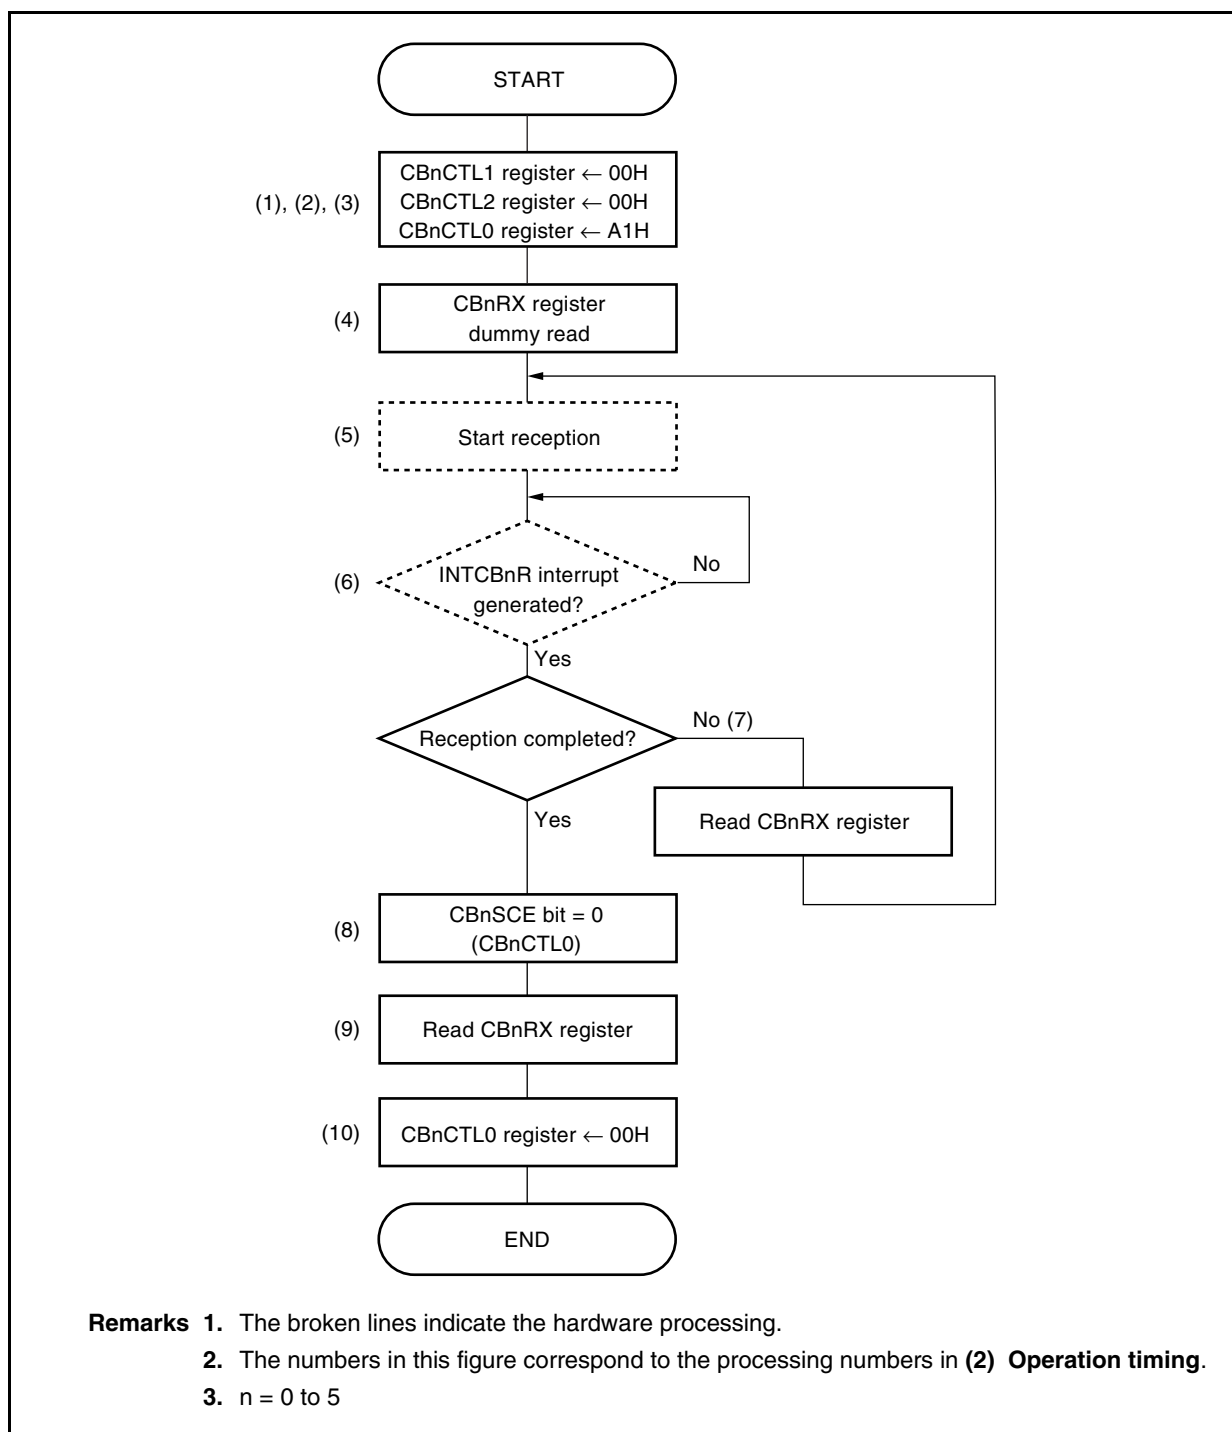 START
(1), (2), (3)
CBnCTL1 register ← 00H
CBnCTL2 register ← 00H
CBnCTL0 register ← A1H
(4)
CBnRX register
dummy read
(5)
Start reception
(6)
INTCBnR interrupt
generated?
No
Yes
Reception completed?
No (7)
Read CBnRX register
Yes
(8)
CBnSCE bit = 0
(CBnCTL0)
(9)
Read CBnRX register
(10)
CBnCTL0 register ← 00H
END
Remarks 1. The broken lines indicate the hardware processing.
2. The numbers in this figure correspond to the processing numbers in (2) Operation timing.
3. n = 0 to 5